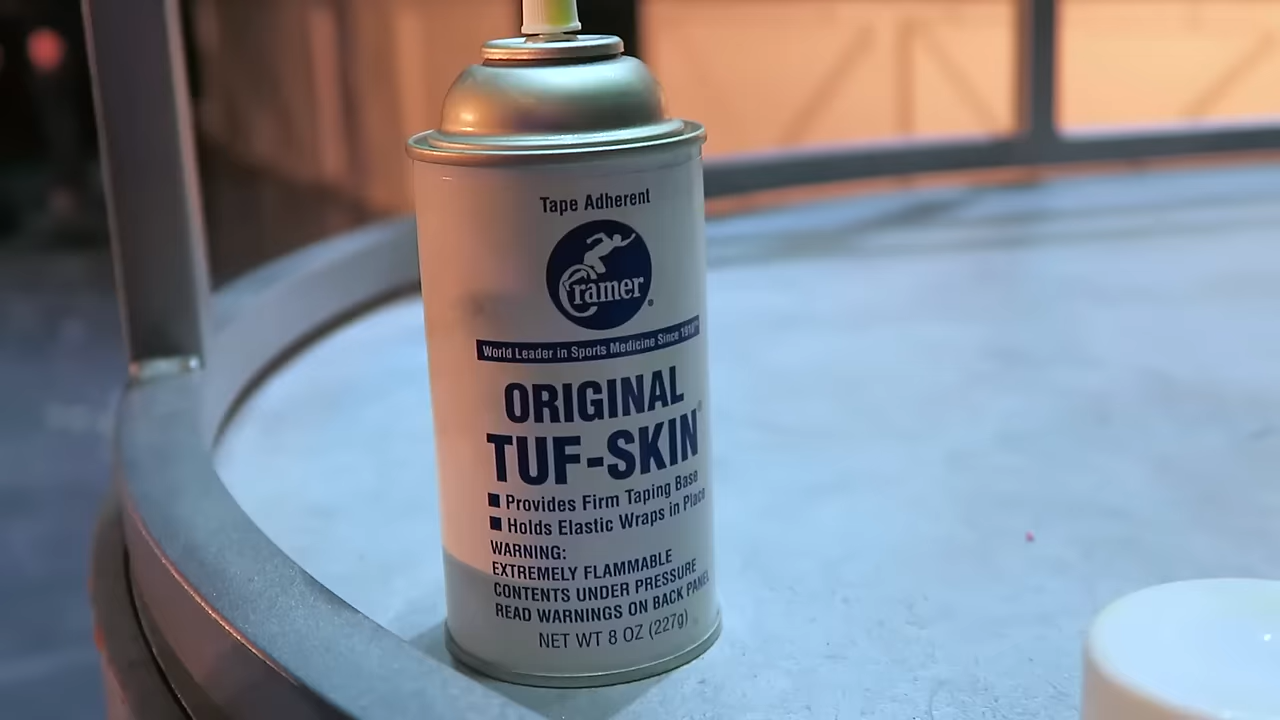 Tape Adherent
Cramer®
World Leader in Sports Medicine Since 1918™
ORIGINAL
TUF-SKIN®
■ Provides Firm Taping Base
■ Holds Elastic Wraps in Place
WARNING:
EXTREMELY FLAMMABLE
CONTENTS UNDER PRESSURE
READ WARNINGS ON BACK PANEL
NET WT 8 OZ (227g)